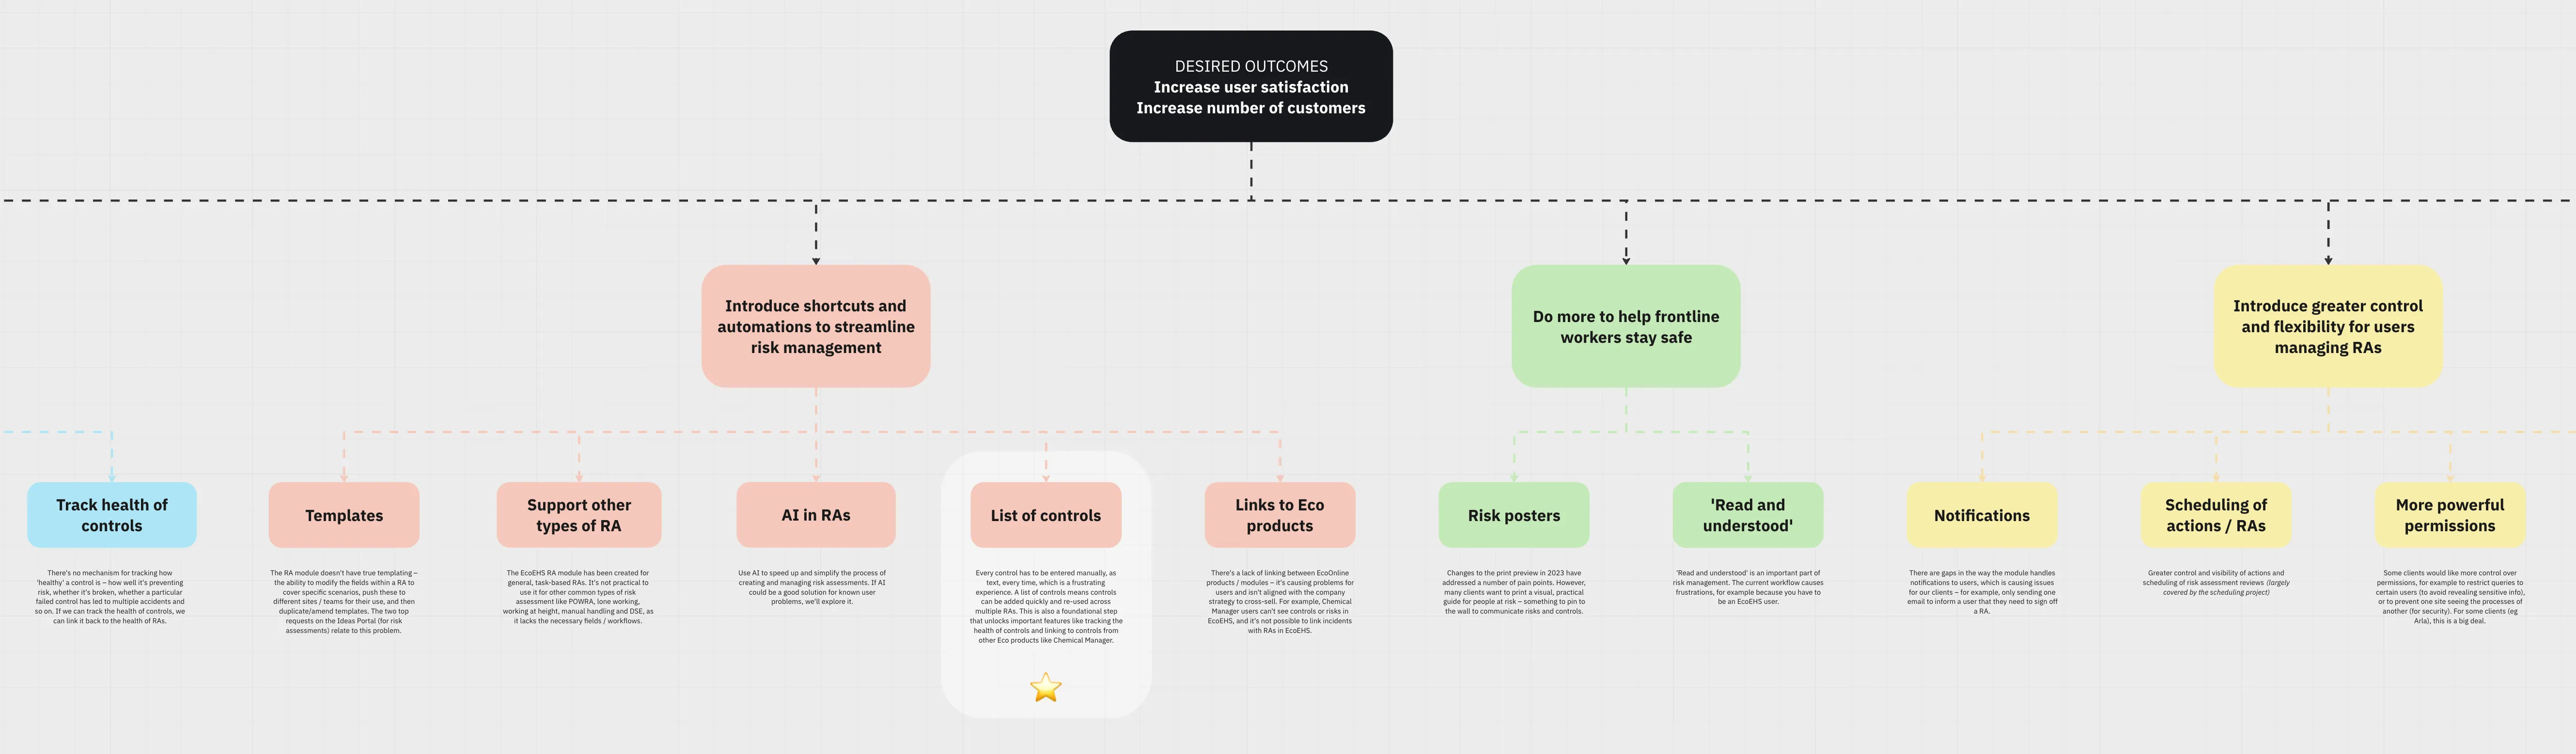 DESIRED OUTCOMES
Increase user satisfaction
Increase number of customers
Introduce shortcuts and
automations to streamline
risk management
Do more to help frontline
workers stay safe
Introduce greater control
and flexibility for users
managing RAs
Track health of
controls
There's no mechanism for tracking how
'healthy' a control is – how well it's preventing
risk, whether it's broken, whether a particular
failed control has led to multiple accidents and
so on. If we can track the health of controls, we
can link it back to the health of RAs.
Templates
The RA module doesn't have true templating –
the ability to modify the fields within a RA to
cover specific scenarios, push these to
different sites / teams for their use, and then
duplicate/amend templates. The two top
requests on the Ideas Portal (for risk
assessments) relate to this problem.
Support other
types of RA
The EcoEHS RA module has been created for
general, task-based RAs. It's not practical to
use it for other common types of risk
assessment like POWRA, lone working,
working at height, manual handling and DSE, as
it lacks the necessary fields / workflows.
AI in RAs
Use AI to speed up and simplify the process of
creating and managing risk assessments. If AI
could be a good solution for known user
problems, we'll explore it.
List of controls
Every control has to be entered manually, as
text, every time, which is a frustrating
experience. A list of controls means controls
can be added quickly and re-used across
multiple RAs. This is also a foundational step
that unlocks important features like tracking the
health of controls and linking to controls from
other Eco products like Chemical Manager.
Links to Eco
products
There's a lack of linking between EcoOnline
products / modules – it's causing problems for
users and isn't aligned with the company
strategy to cross-sell. For example, Chemical
Manager users can't see controls or risks in
EcoEHS, and it's not possible to link incidents
with RAs in EcoEHS.
Risk posters
Changes to the print preview in 2023 have
addressed a number of pain points. However,
many clients want to print a visual, practical
guide for people at risk – something to pin to
the wall to communicate risks and controls.
'Read and
understood'
'Read and understood' is an important part of
risk management. The current workflow causes
frustrations, for example because you have to
be an EcoEHS user.
Notifications
There are gaps in the way the module handles
notifications to users, which is causing issues
for our clients – for example, only sending one
email to inform a user that they need to sign off
a RA.
Scheduling of
actions / RAs
Greater control and visibility of actions and
scheduling of risk assessment reviews (largely
covered by the scheduling project)
More powerful
permissions
Some clients would like more control over
permissions, for example to restrict queries to
certain users (to avoid revealing sensitive info),
or to prevent one site seeing the processes of
another (for security). For some clients (eg
Arla), this is a big deal.